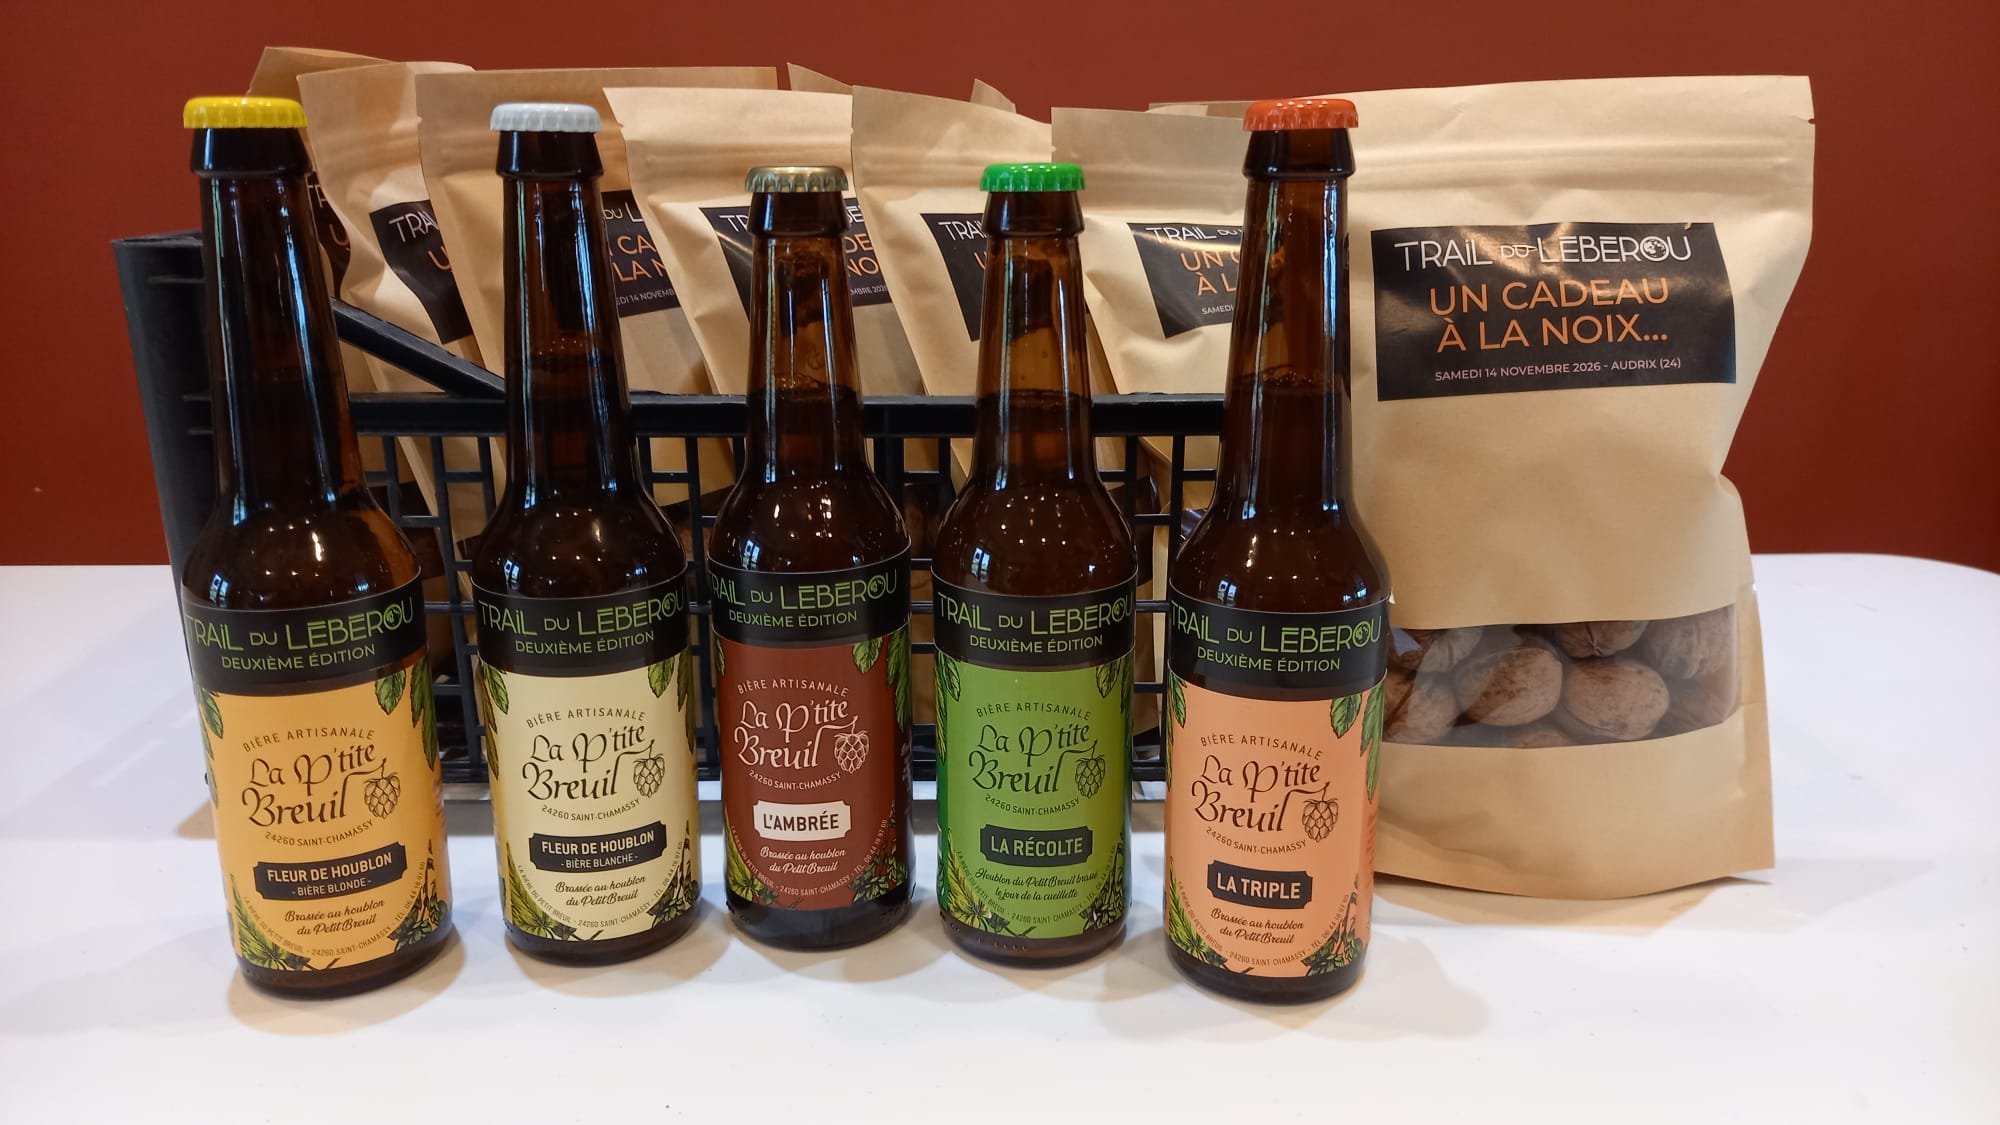 TRAIL DU LÉBÉROU
UN CADEAU
À LA NOIX...
SAMEDI 14 NOVEMBRE 2026 - AUDRIX (24)
TRAIL DU LÉBÉROU
DEUXIÈME ÉDITION
BIÈRE ARTISANALE
La P'tite
Breuil
24260 SAINT-CHAMASSY
FLEUR DE HOUBLON
- BIÈRE BLONDE -
Brassée au houblon
du Petit Breuil
TRAIL DU LÉBÉROU
DEUXIÈME ÉDITION
BIÈRE ARTISANALE
La P'tite
Breuil
24260 SAINT-CHAMASSY
FLEUR DE HOUBLON
- BIÈRE BLANCHE -
Brassée au houblon
du Petit Breuil
TRAIL DU LÉBÉROU
DEUXIÈME ÉDITION
BIÈRE ARTISANALE
La P'tite
Breuil
24260 SAINT-CHAMASSY
L'AMBRÉE
Brassée au houblon
du Petit Breuil
TRAIL DU LÉBÉROU
DEUXIÈME ÉDITION
BIÈRE ARTISANALE
La P'tite
Breuil
24260 SAINT-CHAMASSY
LA RÉCOLTE
Houblon du Petit Breuil brassé
le jour de la cueillette
TRAIL DU LÉBÉROU
DEUXIÈME ÉDITION
BIÈRE ARTISANALE
La P'tite
Breuil
24260 SAINT-CHAMASSY
LA TRIPLE
Brassée au houblon
du Petit Breuil